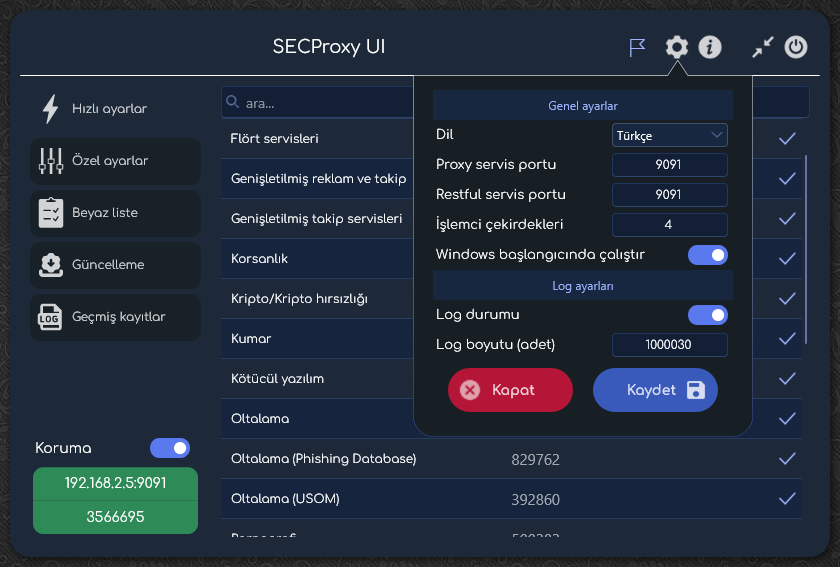 SECProxy UI
Hızlı ayarlar
Özel ayarlar
Beyaz liste
Güncelleme
LOG
Geçmiş kayıtlar
Koruma
192.168.2.5:9091
3566695
ara...
Flört servisleri
Genişletilmiş reklam ve takip
Genişletilmiş takip servisleri
Korsanlık
Kripto/Kripto hırsızlığı
Kumar
Kötücül yazılım
Oltalama
Oltalama (Phishing Database) 829762
Oltalama (USOM) 392860
Genel ayarlar
Dil Türkçe
Proxy servis portu 9091
Restful servis portu 9091
İşlemci çekirdekleri 4
Windows başlangıcında çalıştır
Log ayarları
Log durumu
Log boyutu (adet) 1000030
Kapat
Kaydet